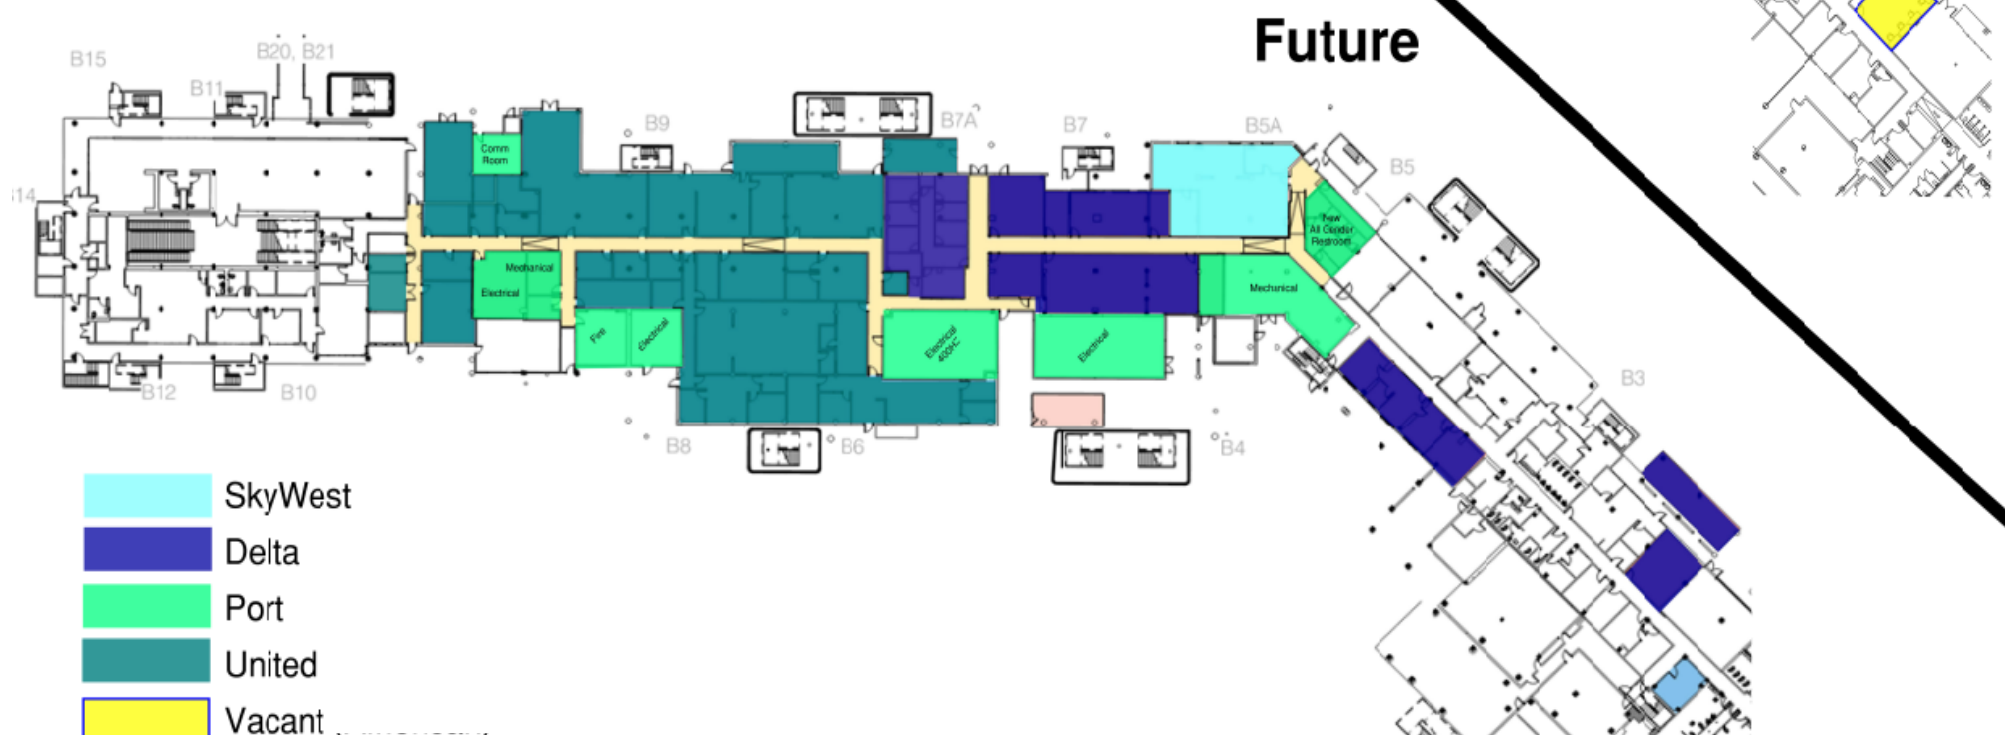 Future
B15
B20, B21
B11
B9
B7A
B7
B5A
B5
Comm
Room
New
All Gender
Restroom
Mechanical
Electrical
Mechanical
Fire
Electrical
Electrical
400HZ
Electrical
B12
B10
B8
B6
B4
B3
SkyWest
Delta
Port
United
Vacant